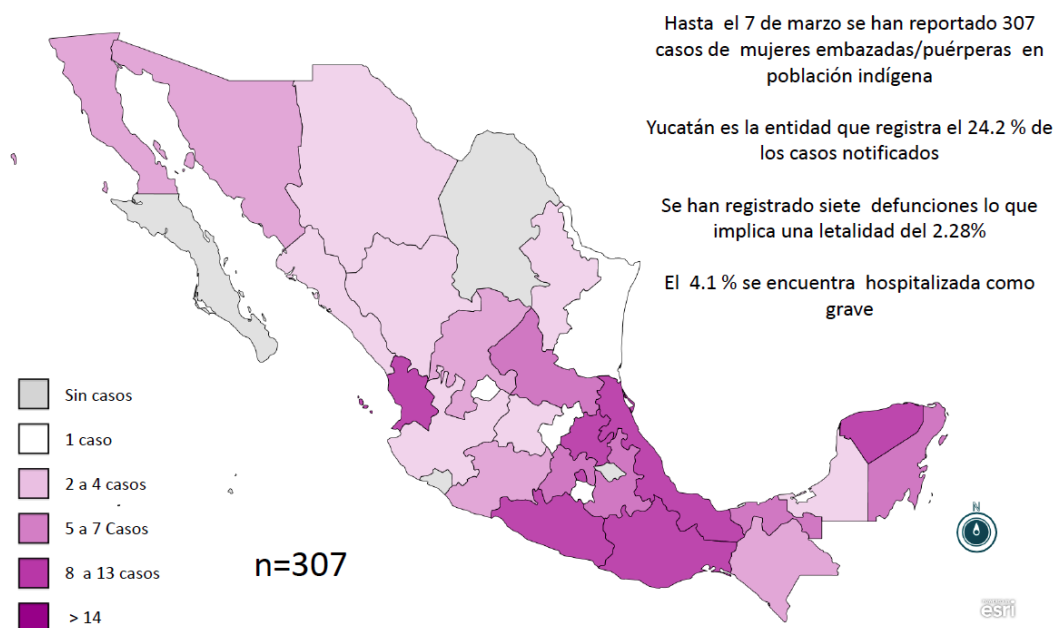 Hasta el 7 de marzo se han reportado 307
casos de mujeres embazadas/puérperas en
población indígena
Yucatán es la entidad que registra el 24.2 % de
los casos notificados
Se han registrado siete defunciones lo que
implica una letalidad del 2.28%
El 4.1 % se encuentra hospitalizada como
grave
Sin casos
1 caso
2 a 4 casos
5 a 7 Casos
8 a 13 casos
> 14
n=307
N
esri